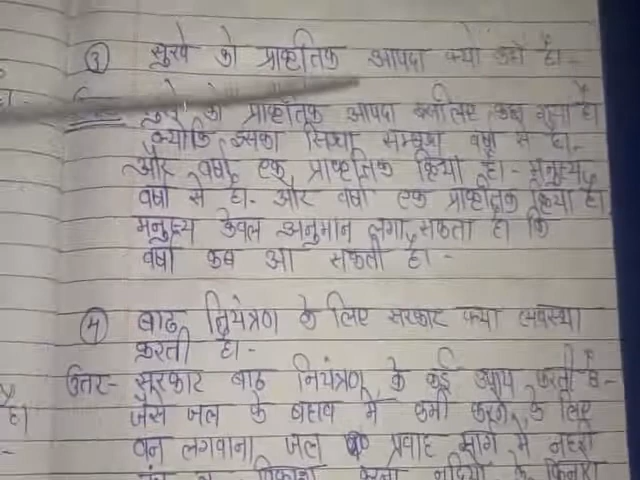 ③ सुखे को प्राकृतिक आपदा क्यो कहाँ है।-
को प्राकृतिक आपदा इसलिए कहा गया है।
क्योकि इसका सिधा सम्बन्ध वर्षा से है।-
और वर्षा एक प्राकृतिक क्रिया है।- मनुष्य
वर्षा से है।- और वर्षा एक प्राकृतिक क्रिया है।
मनुष्य केवल अनुमान लगा सकता है। कि
वर्षा कब आ सकती है।-
④ बाढ़ नियंत्रण के लिए सरकार क्या व्यवस्था
करती है।-
उत्तर- सरकार बाढ़ नियंत्रण के कई उपाय करती है-
जैसे जल के बहाव में कमी करने के लिए
वन लगवाना जल प्रवाह मार्ग में नहरों
विकास करना नदियो के किनारे
है।